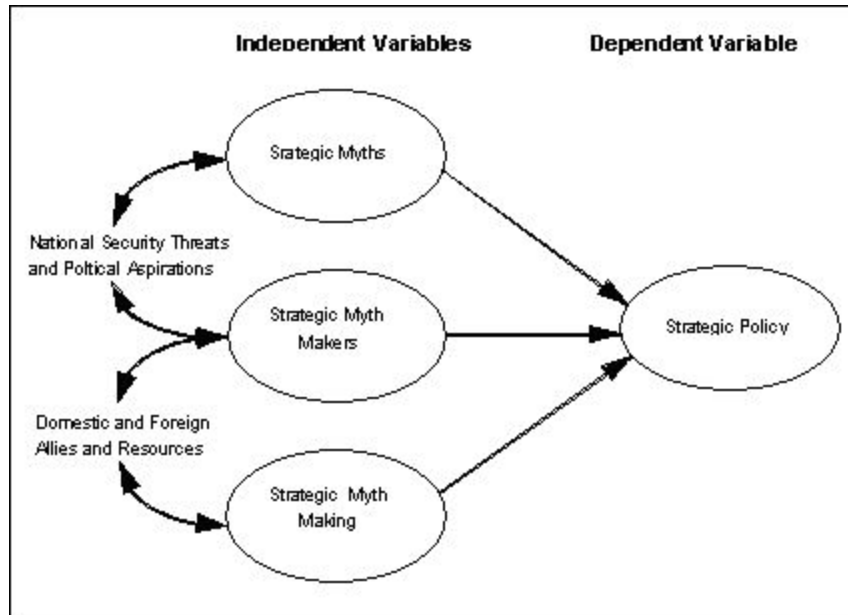 Independent Variables
Dependent Variable
Srategic Myths
National Security Threats
and Poltical Aspirations
Strategic Myth
Makers
Strategic Policy
Domestic and Foreign
Allies and Resources
Strategic Myth
Making